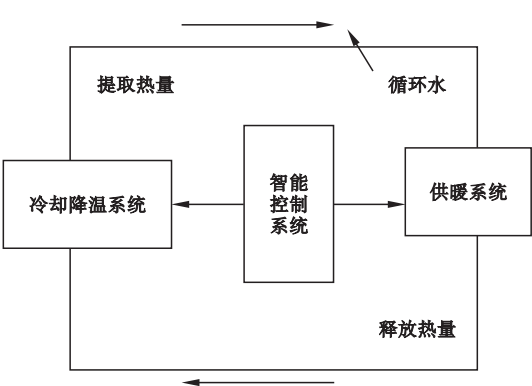 提取热量
循环水
冷却降温系统
智能
控制
系统
供暖系统
释放热量